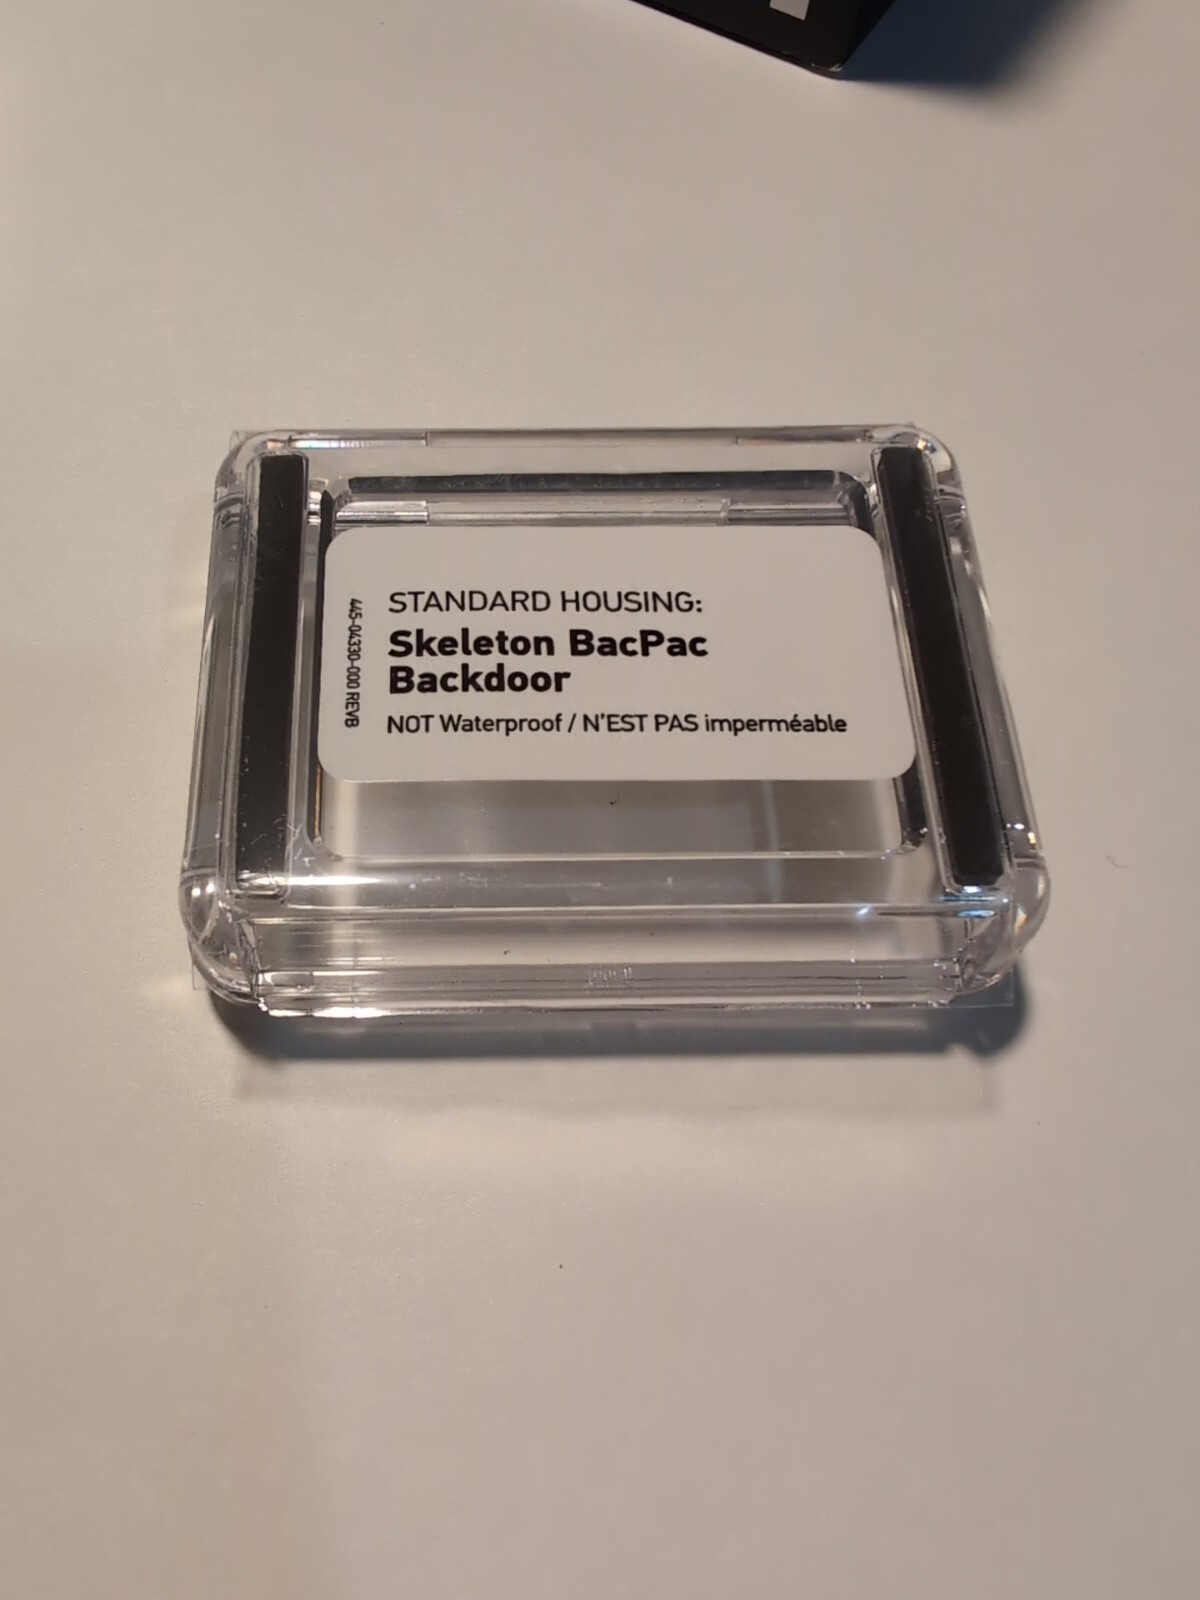 STANDARD HOUSING:
Skeleton BacPac
Backdoor
NOT Waterproof / N'EST PAS imperméable
445-04330-000 REVB